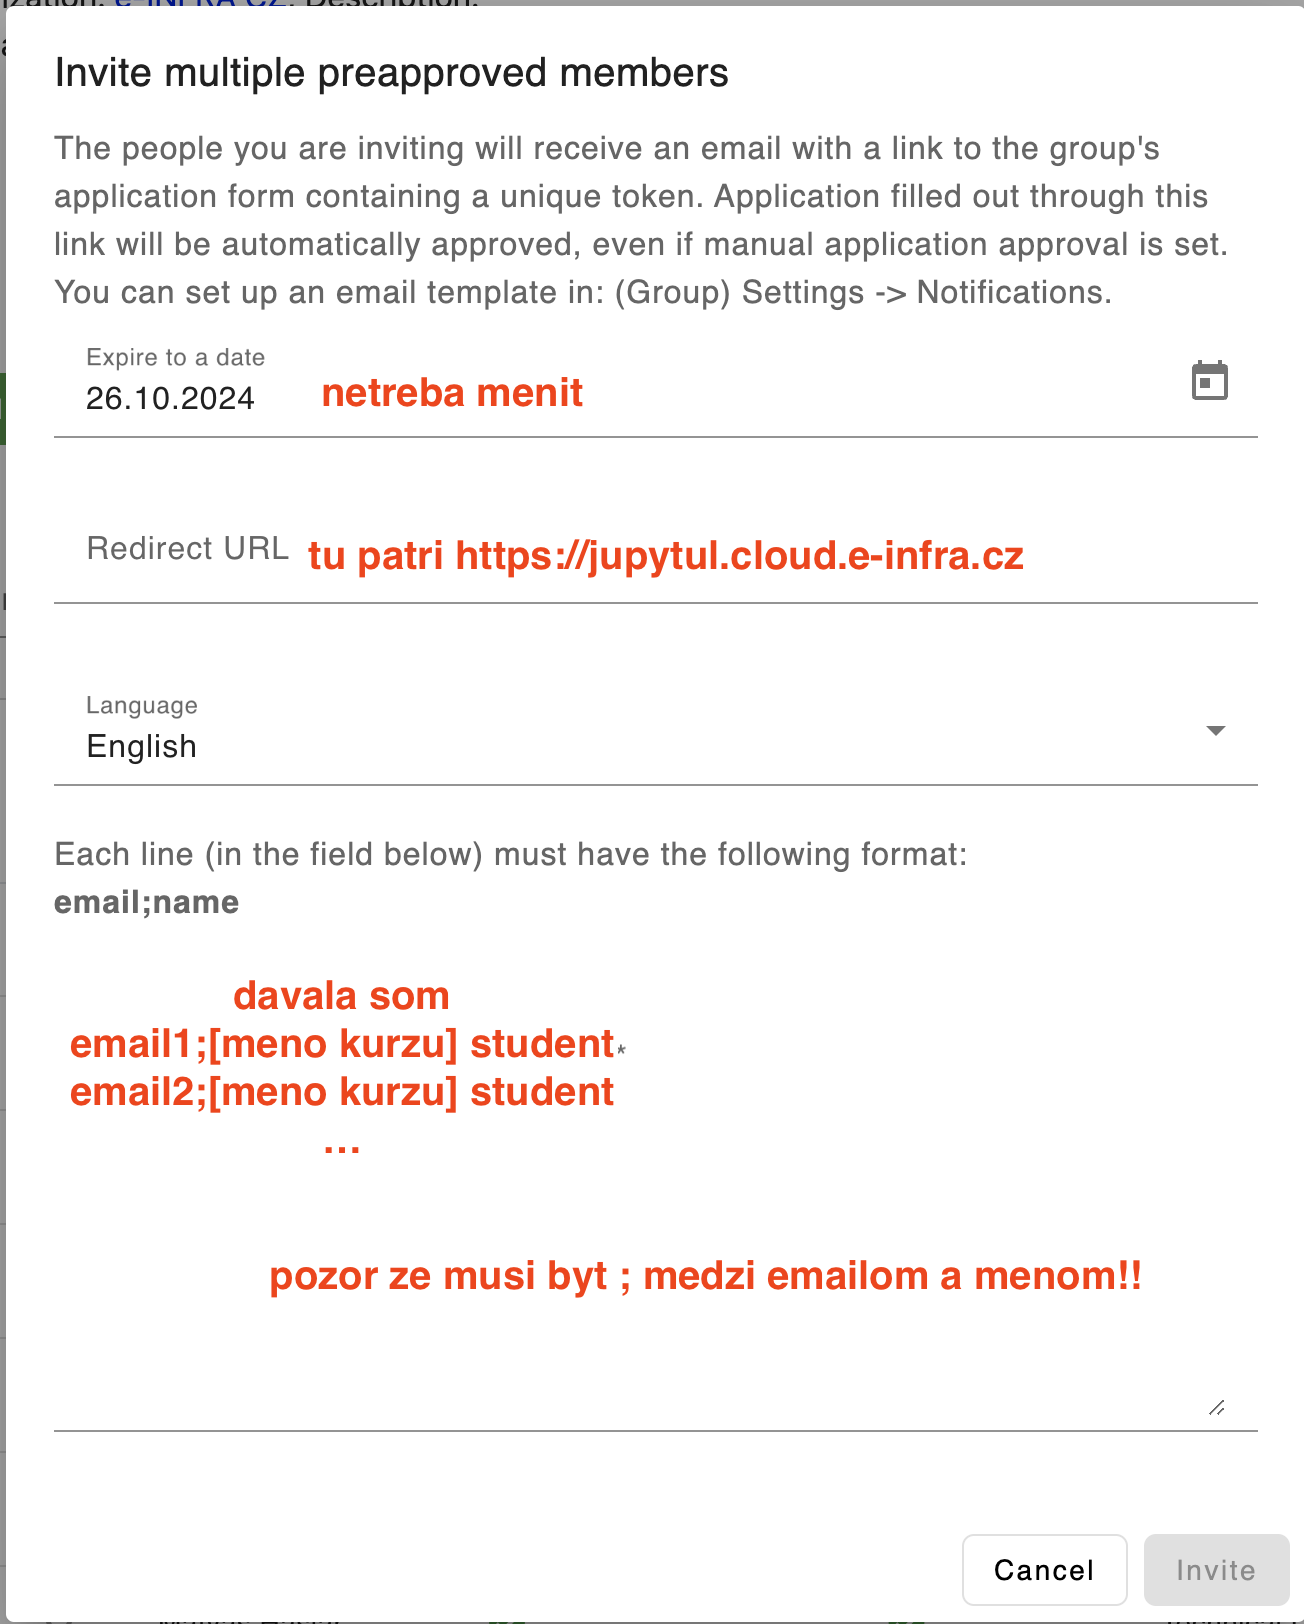 e-INFRA CZ. Description:
Invite multiple preapproved members
The people you are inviting will receive an email with a link to the group's
application form containing a unique token. Application filled out through this
link will be automatically approved, even if manual application approval is set.
You can set up an email template in: (Group) Settings -> Notifications.
Expire to a date
26.10.2024 netreba menit
Redirect URL tu patri https://jupytul.cloud.e-infra.cz
Language
English
Each line (in the field below) must have the following format:
email;name
davala som
email1;[meno kurzu] student*
email2;[meno kurzu] student
...
pozor ze musi byt ; medzi emailom a menom!!
Cancel Invite